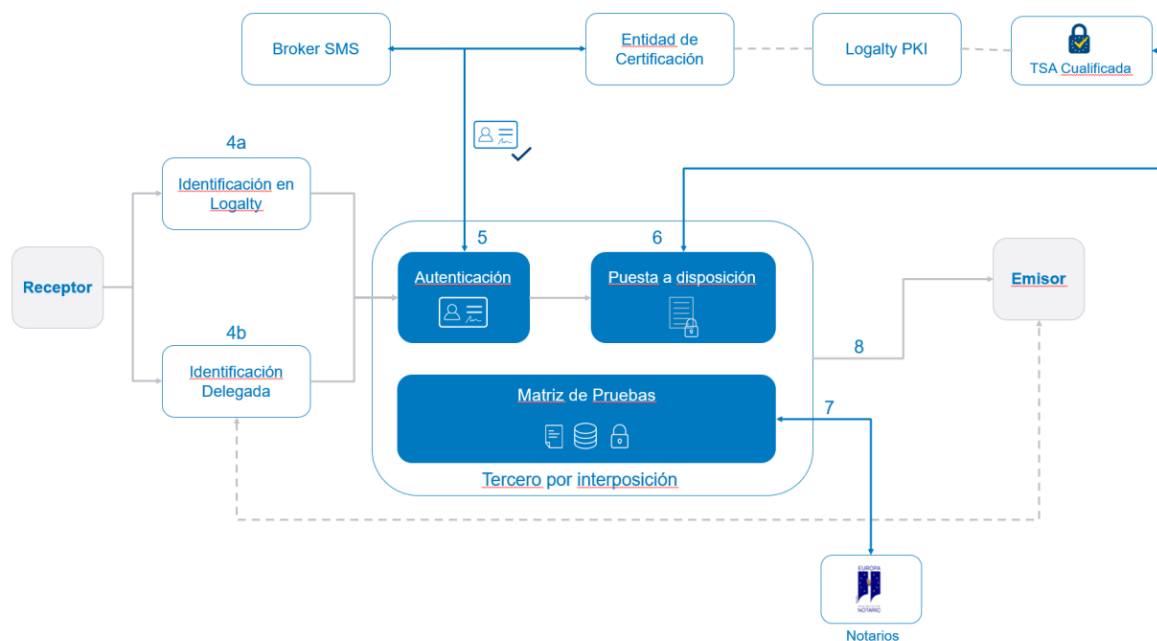 Broker SMS
Entidad de
Certificación
Logalty PKI
TSA Cualificada
4a
Identificación en
Logalty
5
6
Autenticación
Puesta a disposición
Receptor
Emisor
4b
8
Identificación
Delegada
Matriz de Pruebas
7
Tercero por interposición
EUROPA
NOTARIO
Notarios